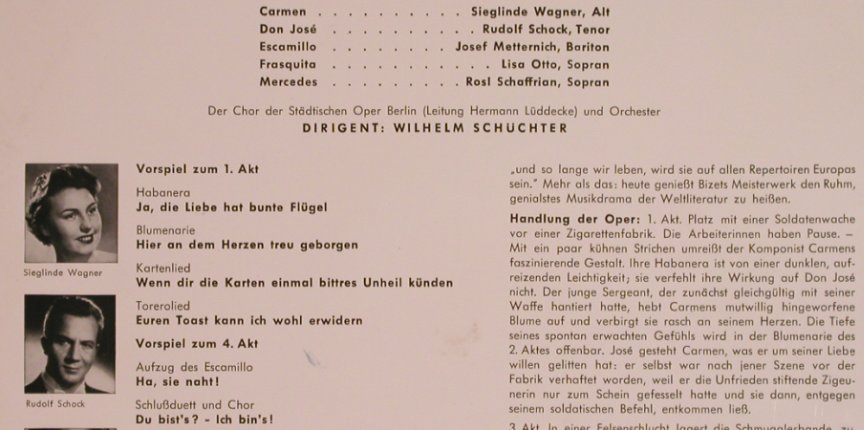 Carmen . . . . . . . . . . Sieglinde Wagner, Alt
Don José . . . . . . . . . . Rudolf Schock, Tenor
Escamillo . . . . . . . . Josef Metternich, Bariton
Frasquita . . . . . . . . . . . Lisa Otto, Sopran
Mercedes . . . . . . . . . Rosl Schaffrian, Sopran
Der Chor der Städtischen Oper Berlin (Leitung Hermann Lüddecke) und Orchester
DIRIGENT: WILHELM SCHÜCHTER
Sieglinde Wagner
Rudolf Schock
Vorspiel zum 1. Akt
Habanera
Ja, die Liebe hat bunte Flügel
Blumenarie
Hier an dem Herzen treu geborgen
Kartenlied
Wenn dir die Karten einmal bittres Unheil künden
Torerolied
Euren Toast kann ich wohl erwidern
Vorspiel zum 4. Akt
Aufzug des Escamillo
Ha, sie naht!
Schlußduett und Chor
Du bist's? - Ich bin's!
„und so lange wir leben, wird sie auf allen Repertoiren Europas
sein." Mehr als das: heute genießt Bizets Meisterwerk den Ruhm,
genialstes Musikdrama der Weltliteratur zu heißen.
Handlung der Oper: 1. Akt. Platz mit einer Soldatenwache
vor einer Zigarettenfabrik. Die Arbeiterinnen haben Pause. –
Mit ein paar kühnen Strichen umreißt der Komponist Carmens
faszinierende Gestalt. Ihre Habanera ist von einer dunklen, auf-
reizenden Leichtigkeit; sie verfehlt ihre Wirkung auf Don José
nicht. Der junge Sergeant, der zunächst gleichgültig mit seiner
Waffe hantiert hatte, hebt Carmens mutwillig hingeworfene
Blume auf und verbirgt sie rasch an seinem Herzen. Die Tiefe
seines spontan erwachten Gefühls wird in der Blumenarie des
2. Aktes offenbar. José gesteht Carmen, was er um seiner Liebe
willen gelitten hat: er selbst war nach jener Szene vor der
Fabrik verhaftet worden, weil er die Unfrieden stiftende Zigeu-
nerin nur zum Schein gefesselt hatte und sie dann, entgegen
seinem soldatischen Befehl, entkommen ließ.
3. Akt. In einer Felsenschlucht lagert die Schmugglerbande, zu